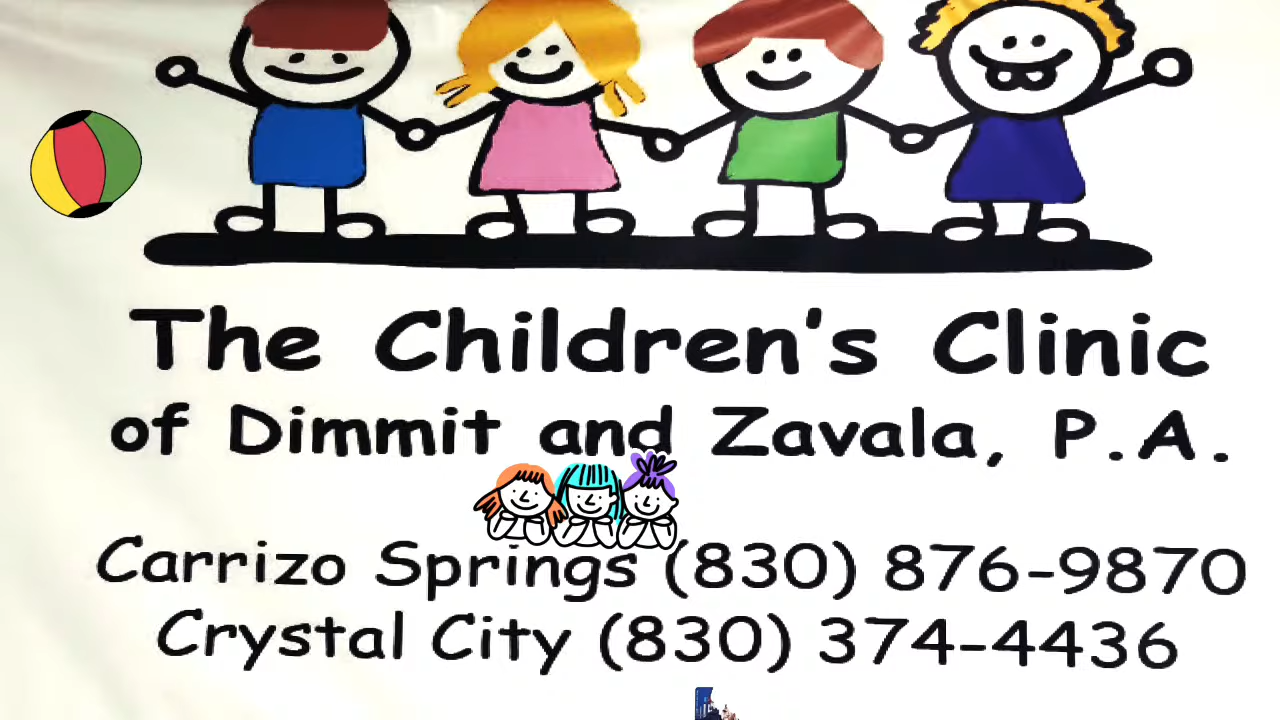 The Children's Clinic
of Dimmit and Zavala, P.A.
Carrizo Springs (830) 876-9870
Crystal City (830) 374-4436